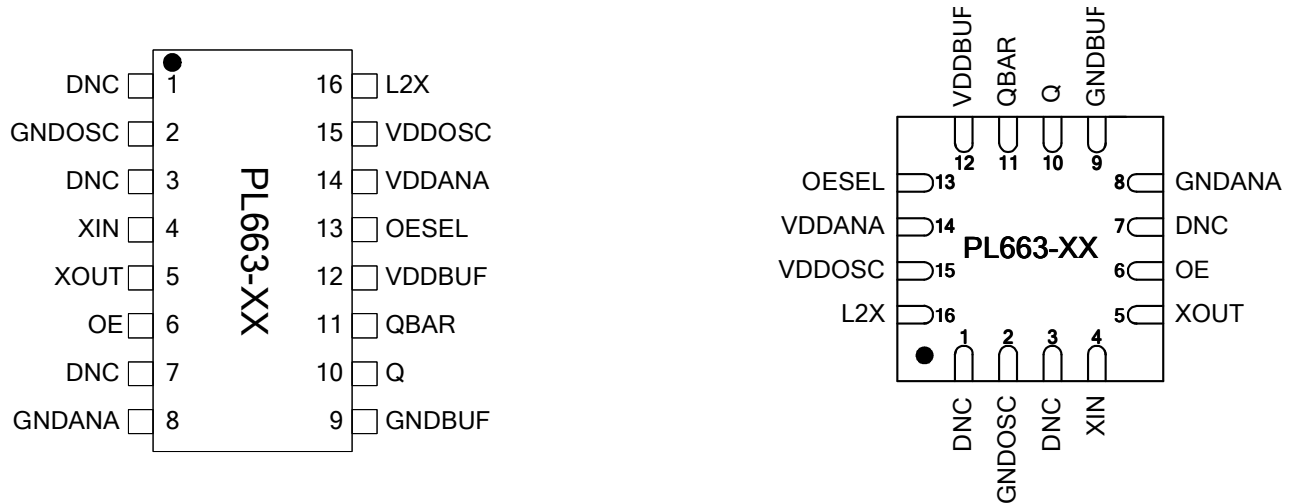 DNC 1 16 L2X
GNDOSC 2 15 VDDOSC
DNC 3 14 VDDANA
XIN 4 13 OESEL
XOUT 5 12 VDDBUF
OE 6 11 QBAR
DNC 7 10 Q
GNDANA 8 9 GNDBUF
PL663-XX
VDDBUF
QBAR
Q
GNDBUF
12 11 10 9
OESEL 13 8 GNDANA
VDDANA 14 7 DNC
PL663-XX
VDDOSC 15 6 OE
L2X 16 5 XOUT
1 2 3 4
DNC
GNDOSC
DNC
XIN